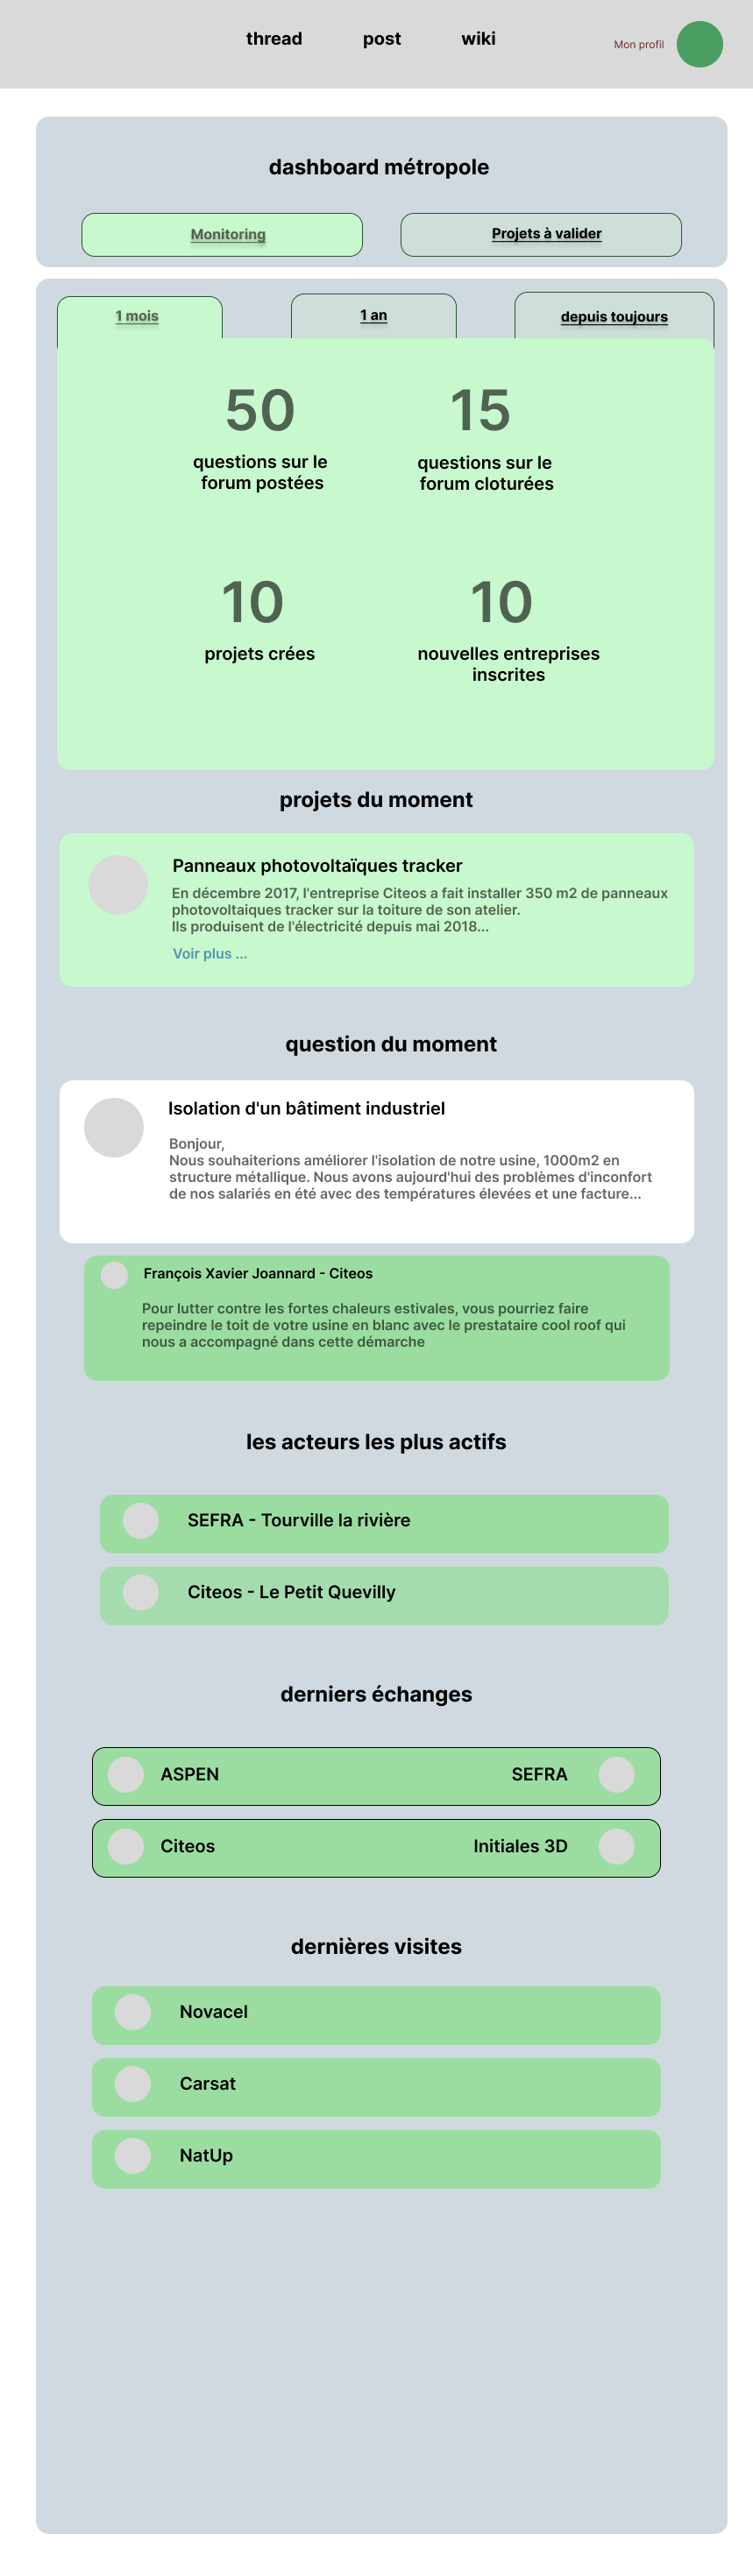 thread post wiki Mon profil
dashboard métropole
Monitoring Projets à valider
1 mois 1 an depuis toujours
50 15
questions sur le questions sur le
forum postées forum cloturées
10 10
projets crées nouvelles entreprises
inscrites
projets du moment
Panneaux photovoltaïques tracker
En décembre 2017, l'entreprise Citeos a fait installer 350 m2 de panneaux
photovoltaiques tracker sur la toiture de son atelier.
Ils produisent de l'électricité depuis mai 2018...
Voir plus ...
question du moment
Isolation d'un bâtiment industriel
Bonjour,
Nous souhaiterions améliorer l'isolation de notre usine, 1000m2 en
structure métallique. Nous avons aujourd'hui des problèmes d'inconfort
de nos salariés en été avec des températures élevées et une facture...
François Xavier Joannard - Citeos
Pour lutter contre les fortes chaleurs estivales, vous pourriez faire
repeindre le toit de votre usine en blanc avec le prestataire cool roof qui
nous a accompagné dans cette démarche
les acteurs les plus actifs
SEFRA - Tourville la rivière
Citeos - Le Petit Quevilly
derniers échanges
ASPEN SEFRA
Citeos Initiales 3D
dernières visites
Novacel
Carsat
NatUp